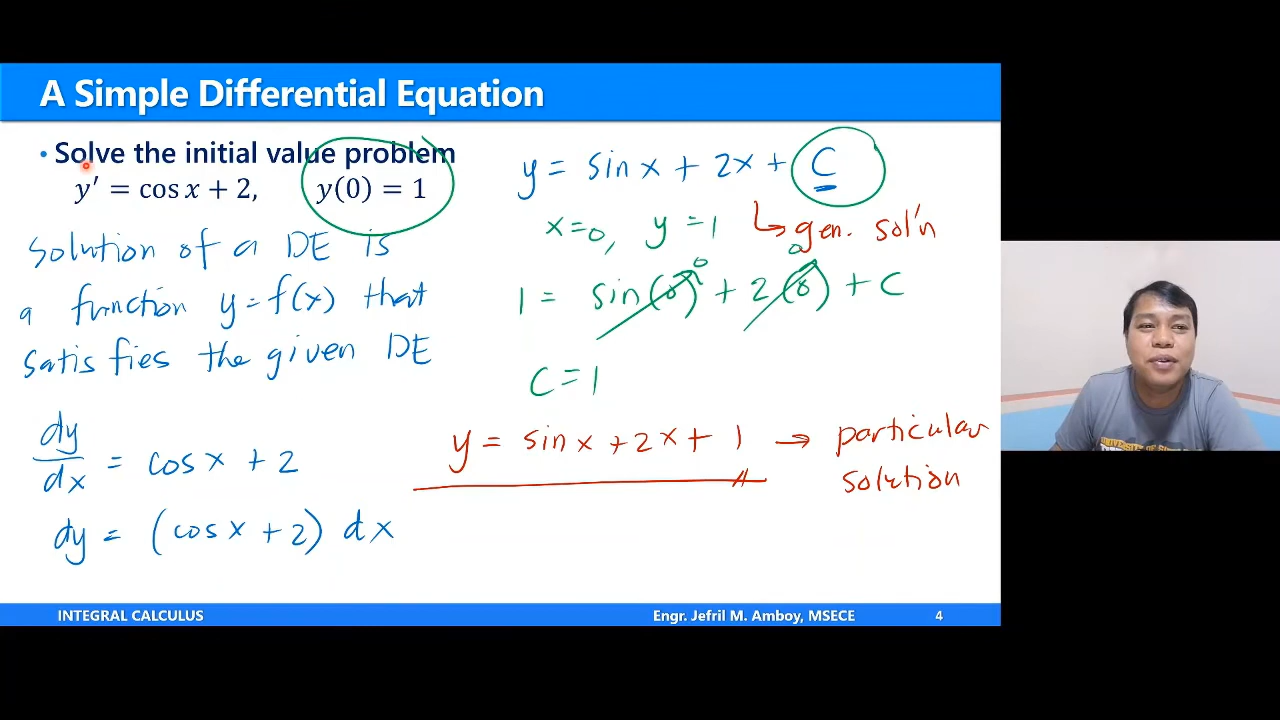 A Simple Differential Equation
• Solve the initial value problem
y′ = cos x + 2, y(0) = 1
solution of a DE is
a function y=f(x) that
satisfies the given DE
dy/dx = cos x + 2
dy = (cos x + 2) dx
y = sin x + 2x + C
x=0, y=1 ↳ gen. sol'n
1 = sin(0)⁰ + 2(0)⁰ + C
C=1
y = sin x + 2x + 1 → particular
solution
INTEGRAL CALCULUS Engr. Jefril M. Amboy, MSECE 4